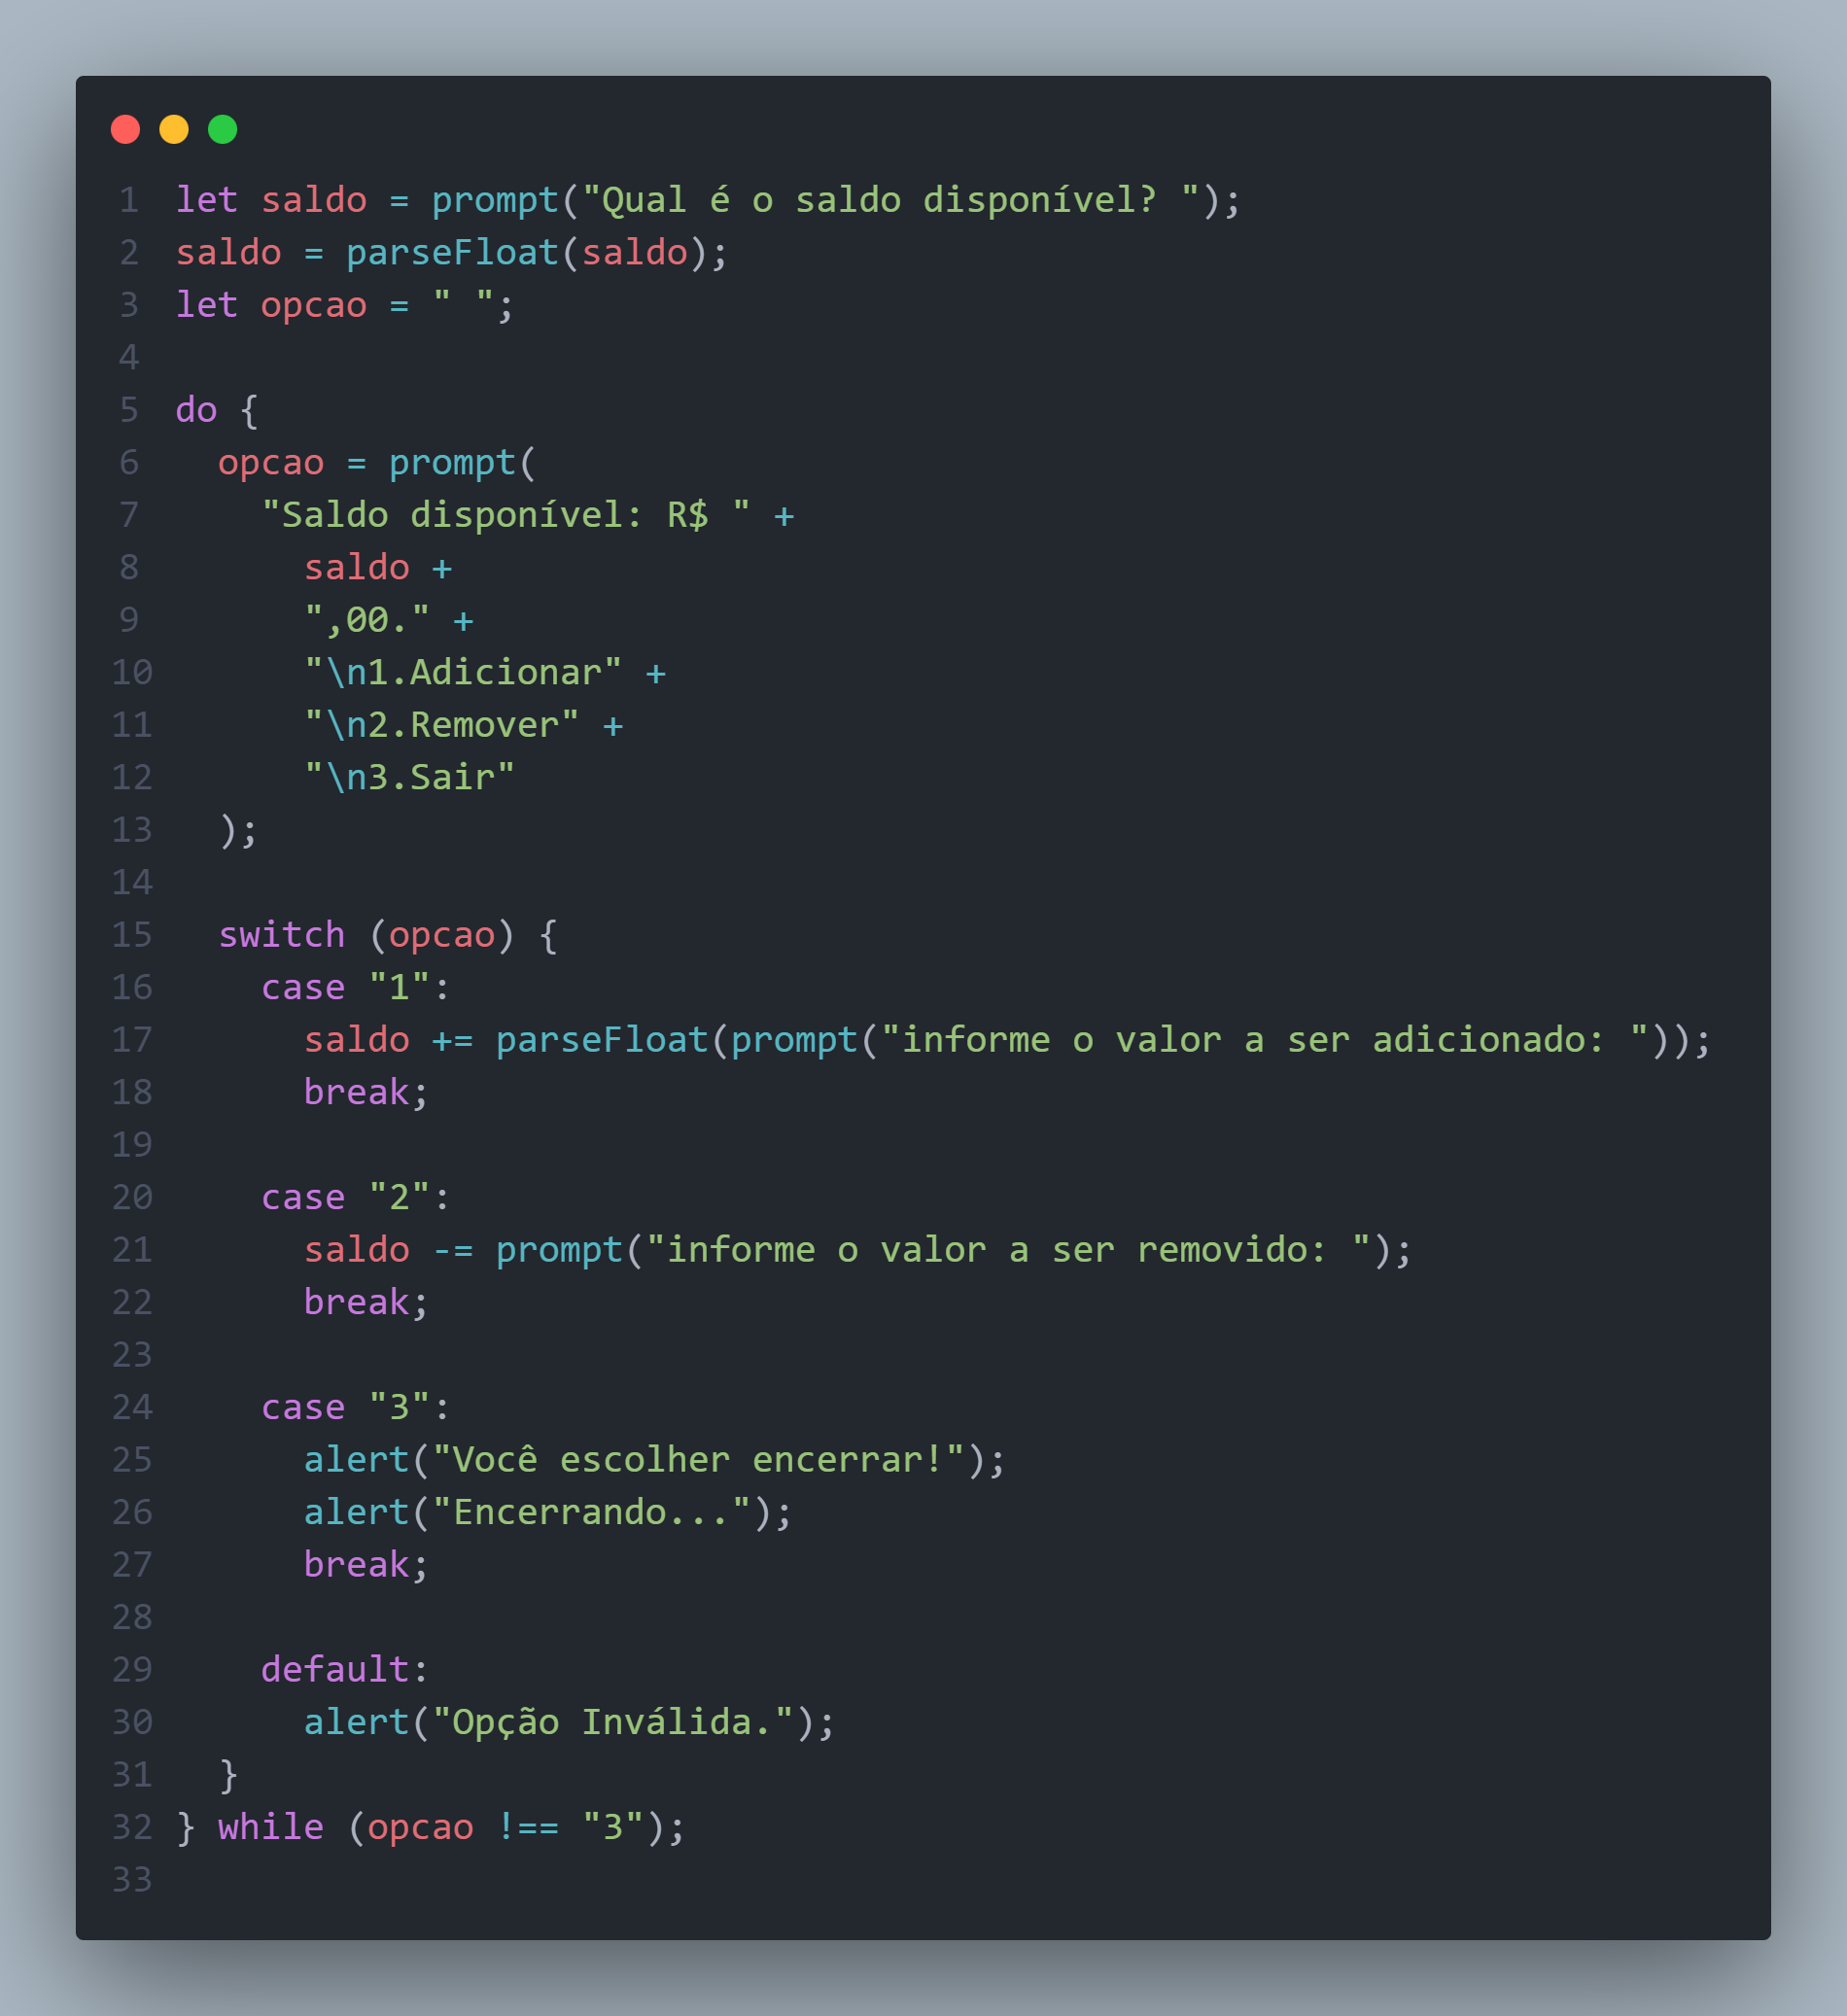 1 let saldo = prompt("Qual é o saldo disponível? ");
2 saldo = parseFloat(saldo);
3 let opcao = " ";
4
5 do {
6   opcao = prompt(
7     "Saldo disponível: R$ " +
8       saldo +
9       ",00." +
10       "\n1.Adicionar" +
11       "\n2.Remover" +
12       "\n3.Sair"
13   );
14
15   switch (opcao) {
16     case "1":
17       saldo += parseFloat(prompt("informe o valor a ser adicionado: "));
18       break;
19
20     case "2":
21       saldo -= prompt("informe o valor a ser removido: ");
22       break;
23
24     case "3":
25       alert("Você escolher encerrar!");
26       alert("Encerrando...");
27       break;
28
29     default:
30       alert("Opção Inválida.");
31   }
32 } while (opcao !== "3");
33